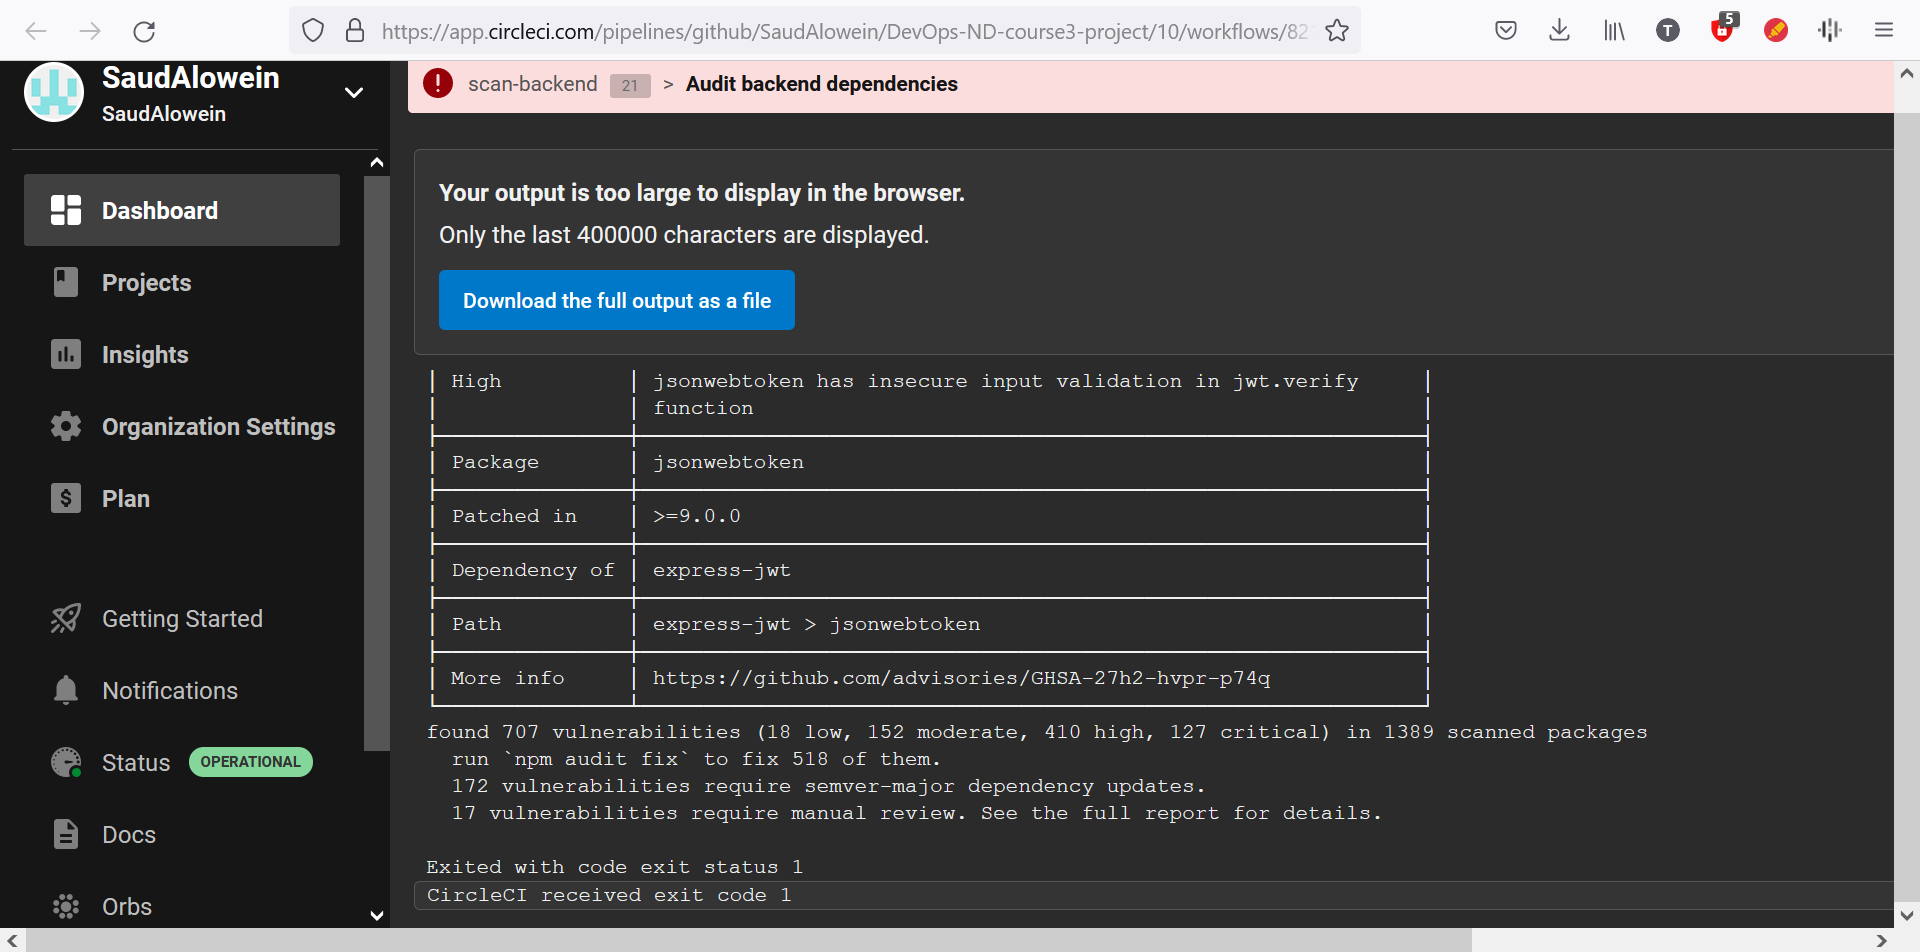 https://app.circleci.com/pipelines/github/SaudAlowein/DevOps-ND-course3-project/10/workflows/82
T
5
SaudAlowein
SaudAlowein
Dashboard
Projects
Insights
Organization Settings
Plan
Getting Started
Notifications
Status OPERATIONAL
Docs
Orbs
scan-backend 21 > Audit backend dependencies
Your output is too large to display in the browser.
Only the last 400000 characters are displayed.
Download the full output as a file
High jsonwebtoken has insecure input validation in jwt.verify
function
Package jsonwebtoken
Patched in >=9.0.0
Dependency of express-jwt
Path express-jwt > jsonwebtoken
More info https://github.com/advisories/GHSA-27h2-hvpr-p74q
found 707 vulnerabilities (18 low, 152 moderate, 410 high, 127 critical) in 1389 scanned packages
run `npm audit fix` to fix 518 of them.
172 vulnerabilities require semver-major dependency updates.
17 vulnerabilities require manual review. See the full report for details.
Exited with code exit status 1
CircleCI received exit code 1